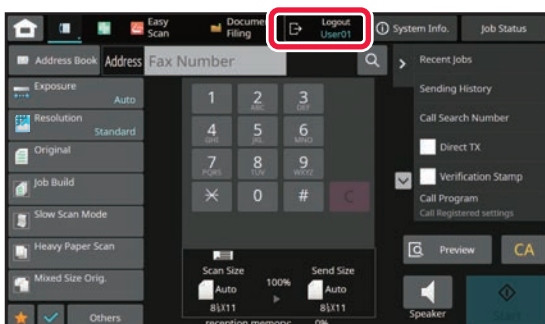 Easy
Scan
Document
Filing
Logout
User01
System Info.
Job Status
Address Book
Address
Fax Number
Exposure
Auto
Resolution
Standard
Original
Job Build
Slow Scan Mode
Heavy Paper Scan
Mixed Size Orig.
Others
1
2
ABC
3
DEF
4
GHI
5
JKL
6
MNO
7
PQRS
8
TUV
9
WXYZ
0
#
C
Scan Size
Auto
8½X11
100%
Send Size
Auto
8½X11
reception memory: 0%
Recent Jobs
Sending History
Call Search Number
Direct TX
Verification Stamp
Call Program
Call Registered settings
Preview
CA
Speaker
Start